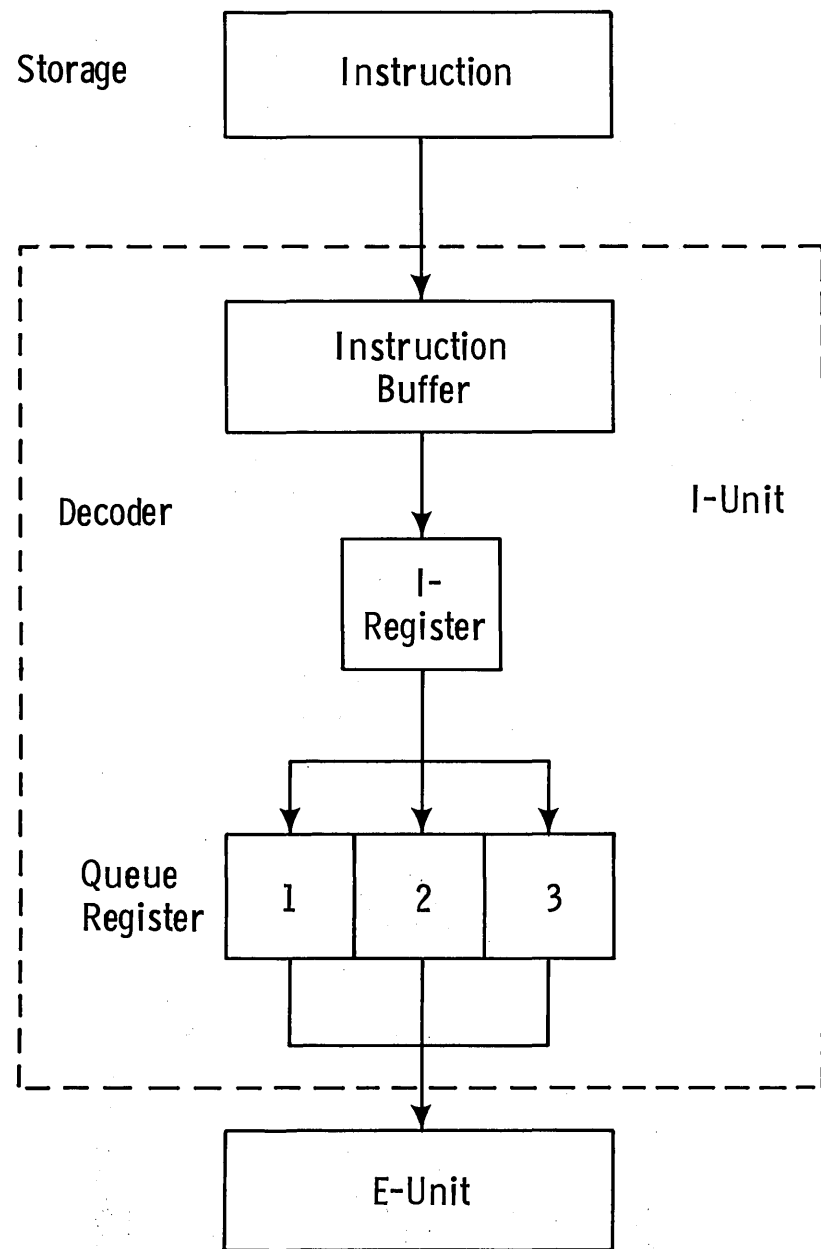 Storage
Instruction
Instruction
Buffer
Decoder
I-Unit
I-
Register
Queue
Register
1
2
3
E-Unit